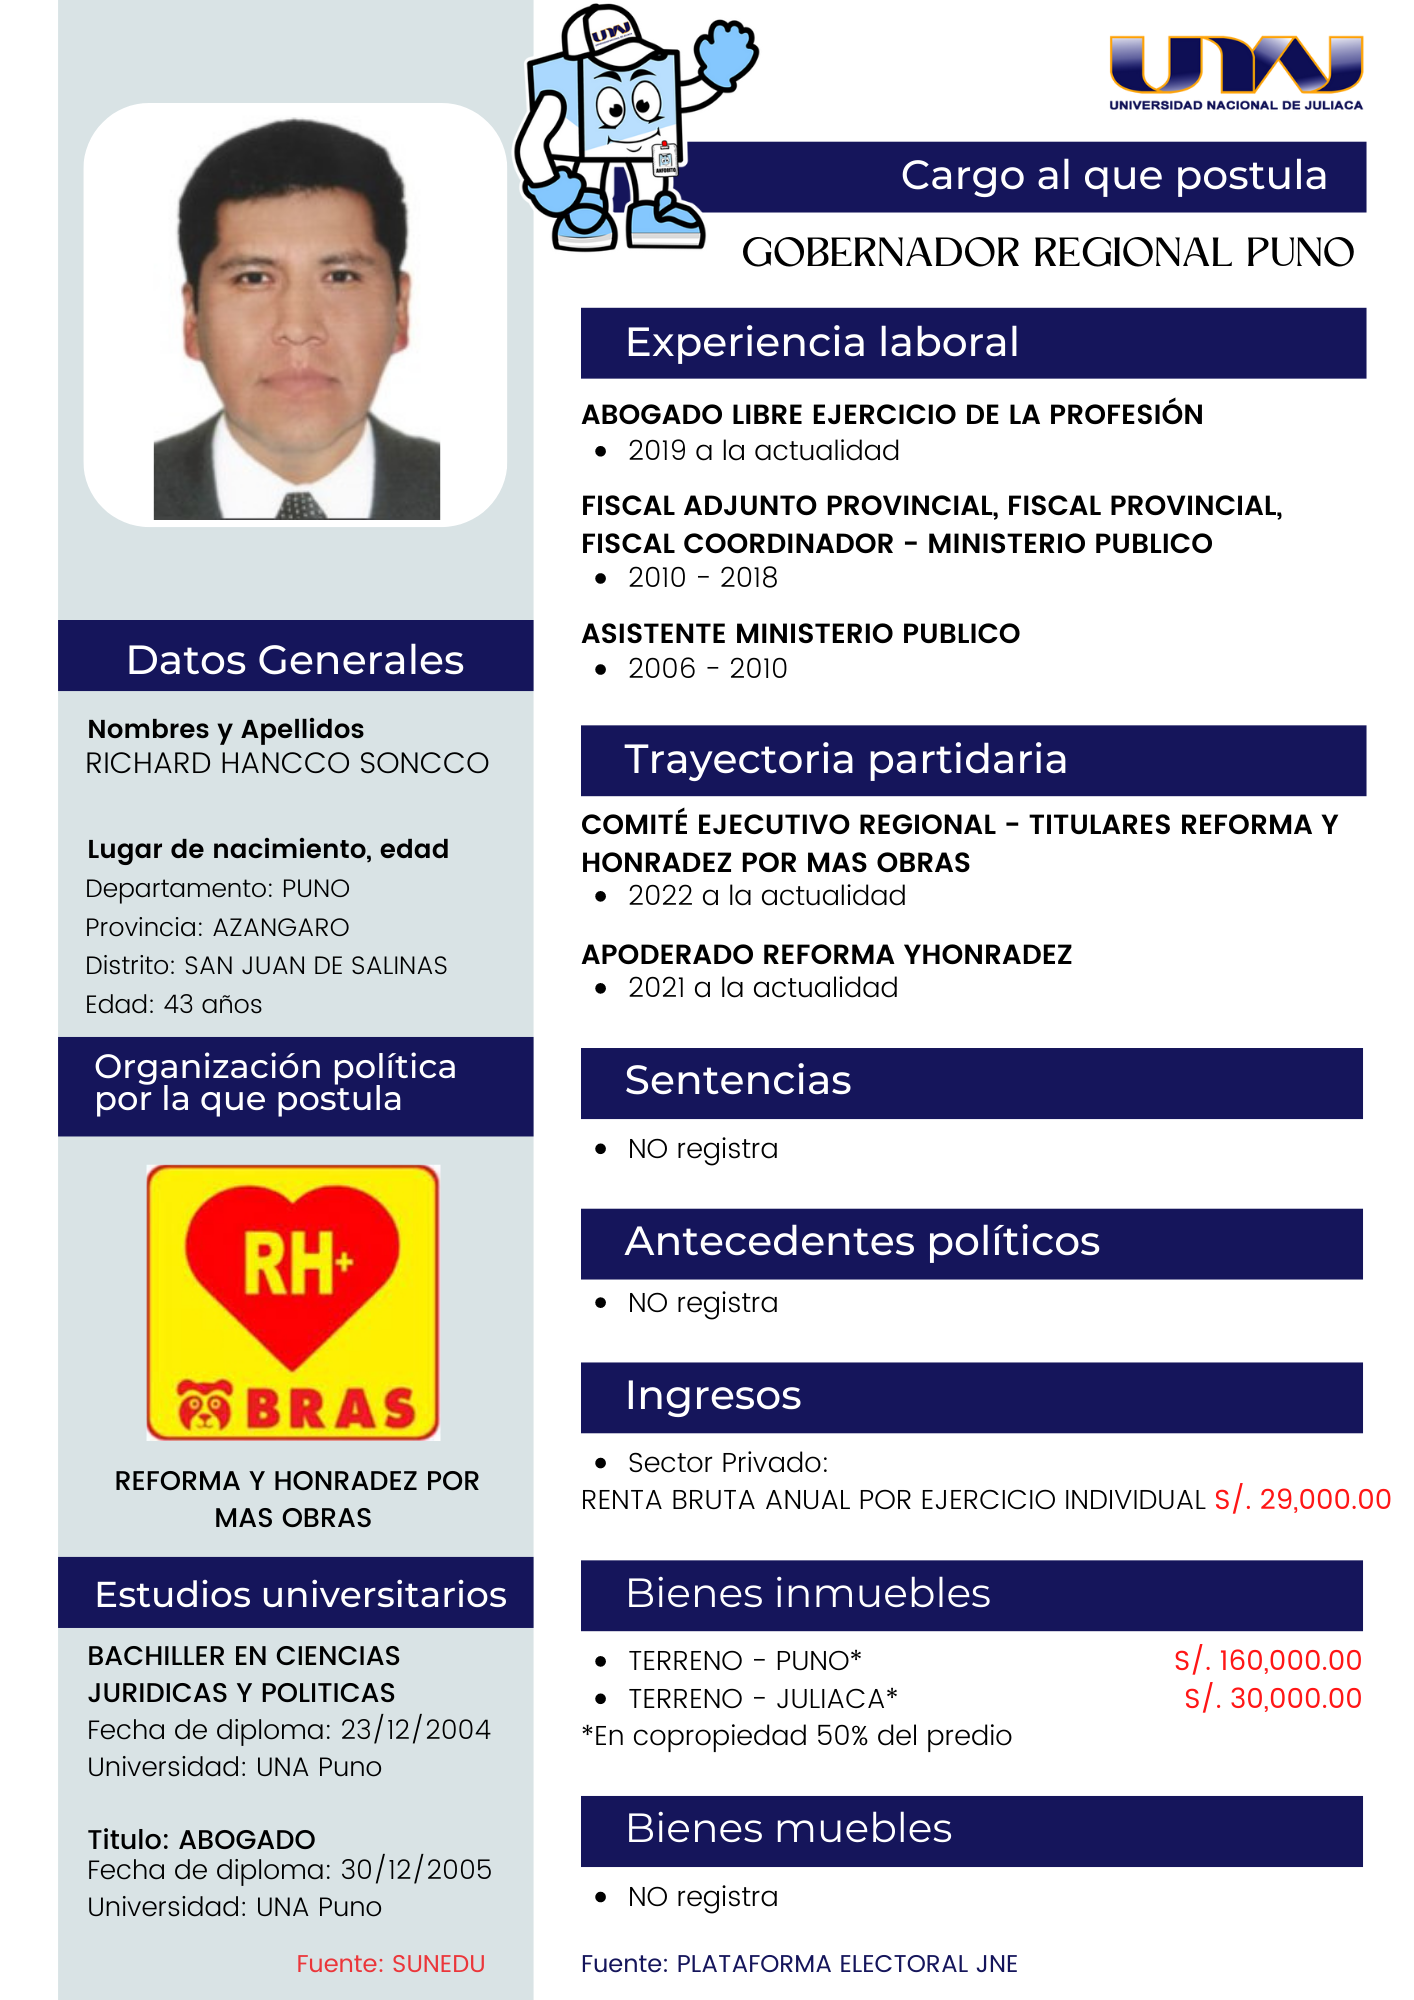 UNAJ
UNIVERSIDAD NACIONAL DE JULIACA
UNAJ
ANFORITO
Cargo al que postula
GOBERNADOR REGIONAL PUNO
Datos Generales
Nombres y Apellidos
RICHARD HANCCO SONCCO
Lugar de nacimiento, edad
Departamento: PUNO
Provincia: AZANGARO
Distrito: SAN JUAN DE SALINAS
Edad: 43 años
Organización política
por la que postula
RH+
OBRAS
REFORMA Y HONRADEZ POR
MAS OBRAS
Estudios universitarios
BACHILLER EN CIENCIAS
JURIDICAS Y POLITICAS
Fecha de diploma: 23/12/2004
Universidad: UNA Puno
Titulo: ABOGADO
Fecha de diploma: 30/12/2005
Universidad: UNA Puno
Fuente: SUNEDU
Experiencia laboral
ABOGADO LIBRE EJERCICIO DE LA PROFESIÓN
• 2019 a la actualidad
FISCAL ADJUNTO PROVINCIAL, FISCAL PROVINCIAL,
FISCAL COORDINADOR - MINISTERIO PUBLICO
• 2010 - 2018
ASISTENTE MINISTERIO PUBLICO
• 2006 - 2010
Trayectoria partidaria
COMITÉ EJECUTIVO REGIONAL - TITULARES REFORMA Y
HONRADEZ POR MAS OBRAS
• 2022 a la actualidad
APODERADO REFORMA YHONRADEZ
• 2021 a la actualidad
Sentencias
• NO registra
Antecedentes políticos
• NO registra
Ingresos
• Sector Privado:
RENTA BRUTA ANUAL POR EJERCICIO INDIVIDUAL S/. 29,000.00
Bienes inmuebles
• TERRENO - PUNO* S/. 160,000.00
• TERRENO - JULIACA* S/. 30,000.00
*En copropiedad 50% del predio
Bienes muebles
• NO registra
Fuente: PLATAFORMA ELECTORAL JNE